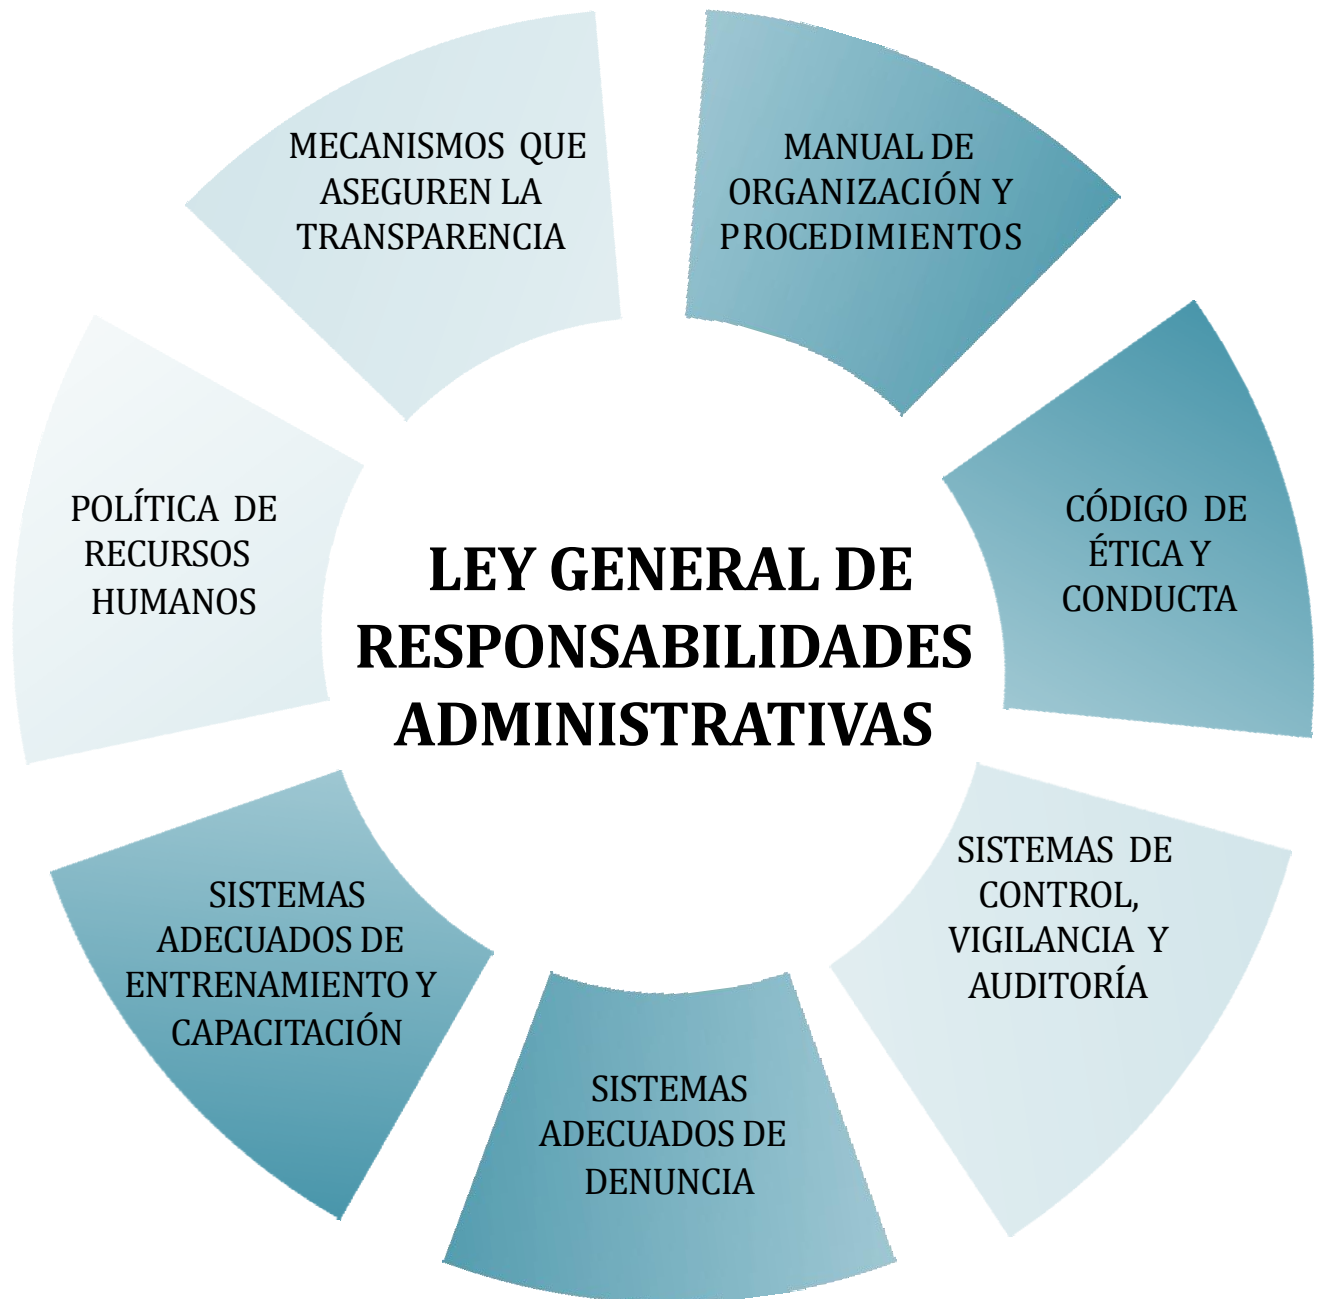 MECANISMOS QUE
ASEGUREN LA
TRANSPARENCIA
MANUAL DE
ORGANIZACIÓN Y
PROCEDIMIENTOS
CÓDIGO DE
ÉTICA Y
CONDUCTA
SISTEMAS DE
CONTROL,
VIGILANCIA Y
AUDITORÍA
SISTEMAS
ADECUADOS DE
DENUNCIA
SISTEMAS
ADECUADOS DE
ENTRENAMIENTO Y
CAPACITACIÓN
POLÍTICA DE
RECURSOS
HUMANOS
LEY GENERAL DE
RESPONSABILIDADES
ADMINISTRATIVAS